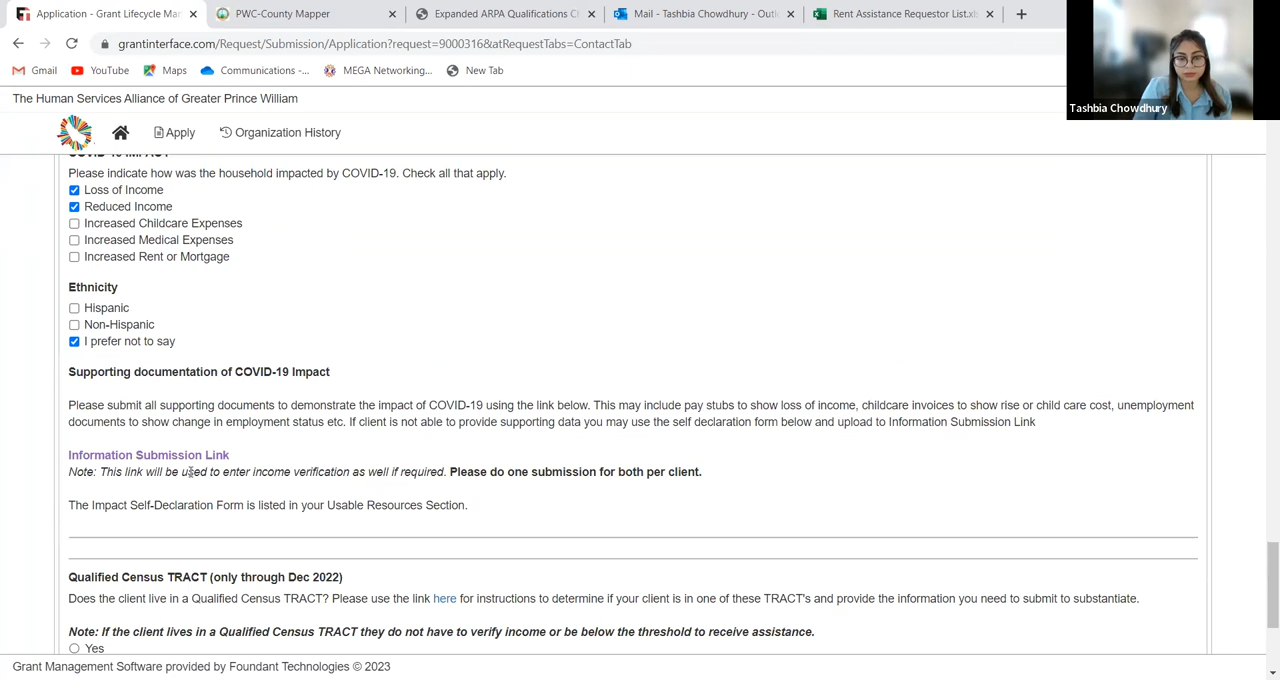 Application - Grant Lifecycle Mar
PWC-County Mapper
Expanded ARPA Qualifications Ch
Mail - Tashbia Chowdhury - Outl
Rent Assistance Requestor List.xl
grantinterface.com/Request/Submission/Application?request=9000316&atRequestTabs=ContactTab
Gmail
YouTube
Maps
Communications -...
MEGA Networking,...
New Tab
Tashbia Chowdhury
The Human Services Alliance of Greater Prince William
Apply
Organization History
COVID-19 IMPACT
Please indicate how was the household impacted by COVID-19. Check all that apply.
Loss of Income
Reduced Income
Increased Childcare Expenses
Increased Medical Expenses
Increased Rent or Mortgage
Ethnicity
Hispanic
Non-Hispanic
I prefer not to say
Supporting documentation of COVID-19 Impact
Please submit all supporting documents to demonstrate the impact of COVID-19 using the link below. This may include pay stubs to show loss of income, childcare invoices to show rise or child care cost, unemployment
documents to show change in employment status etc. If client is not able to provide supporting data you may use the self declaration form below and upload to Information Submission Link
Information Submission Link
Note: This link will be used to enter income verification as well if required. Please do one submission for both per client.
The Impact Self-Declaration Form is listed in your Usable Resources Section.
Qualified Census TRACT (only through Dec 2022)
Does the client live in a Qualified Census TRACT? Please use the link here for instructions to determine if your client is in one of these TRACT's and provide the information you need to submit to substantiate.
Note: If the client lives in a Qualified Census TRACT they do not have to verify income or be below the threshold to receive assistance.
Yes
Grant Management Software provided by Foundant Technologies © 2023